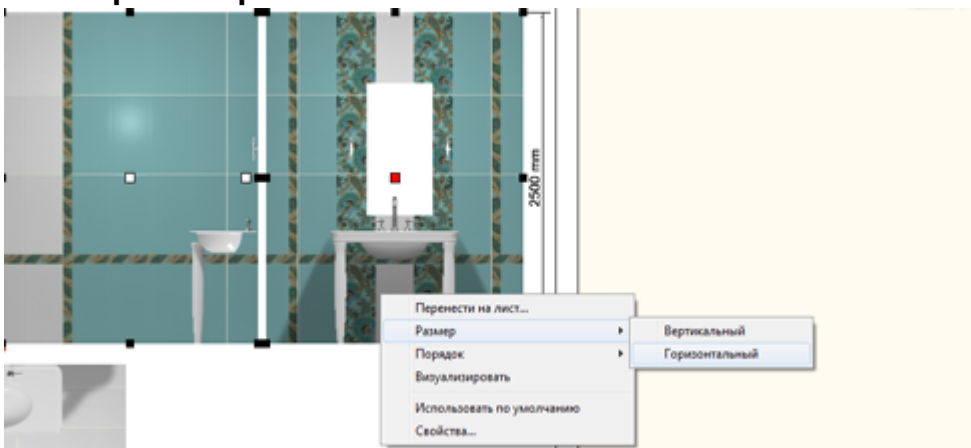 2500 mm
Перенести на лист...
Размер
Вертикальный
Порядок
Горизонтальный
Визуализировать
Использовать по умолчанию
Свойства...